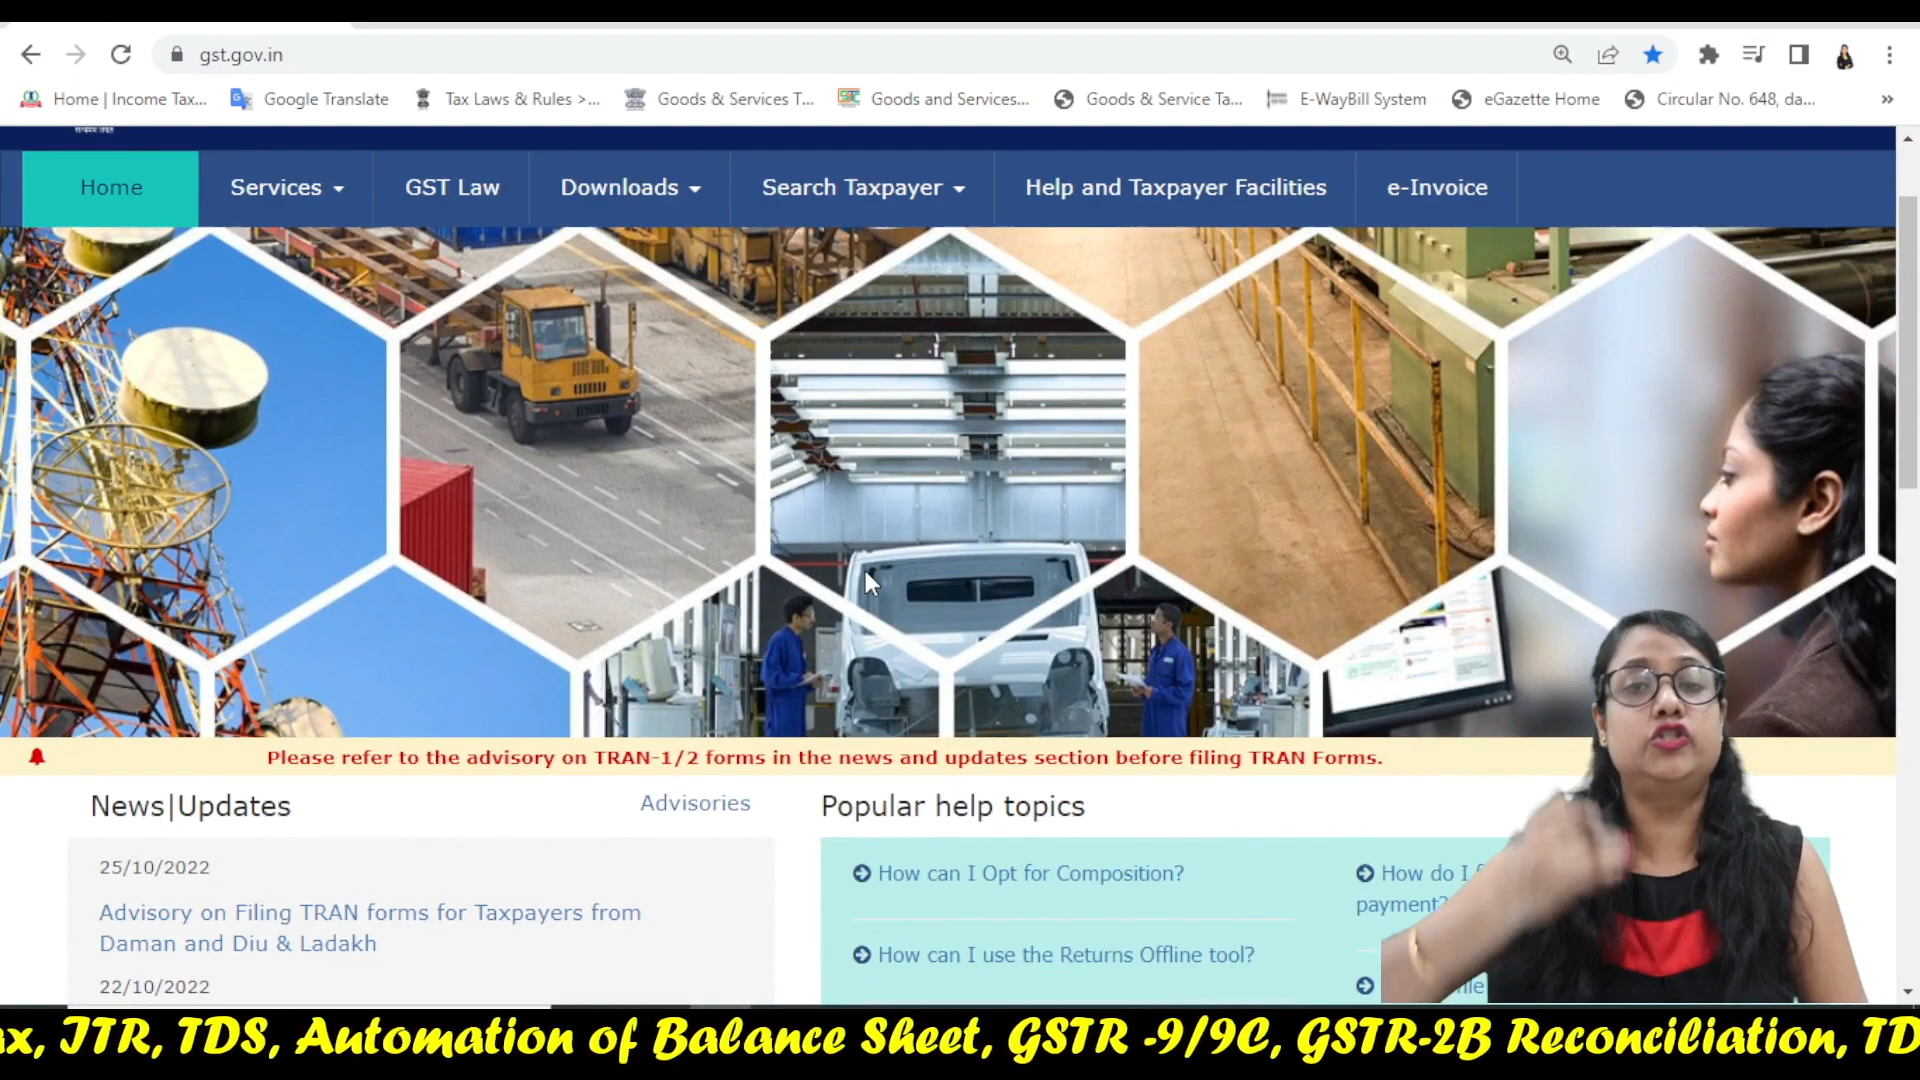 gst.gov.in
Home | Income Tax... Google Translate Tax Laws & Rules >... Goods & Services T... Goods and Services... Goods & Service Ta... E-WayBill System eGazette Home Circular No. 648, da... »
सत्यमेव जयते
Home Services GST Law Downloads Search Taxpayer Help and Taxpayer Facilities e-Invoice
Please refer to the advisory on TRAN-1/2 forms in the news and updates section before filing TRAN Forms.
News|Updates Advisories
25/10/2022
Advisory on Filing TRAN forms for Taxpayers from
Daman and Diu & Ladakh
22/10/2022
Popular help topics
How can I Opt for Composition?
How can I use the Returns Offline tool?
How do I
payment?
ax, ITR, TDS, Automation of Balance Sheet, GSTR -9/9C, GSTR-2B Reconciliation, TD